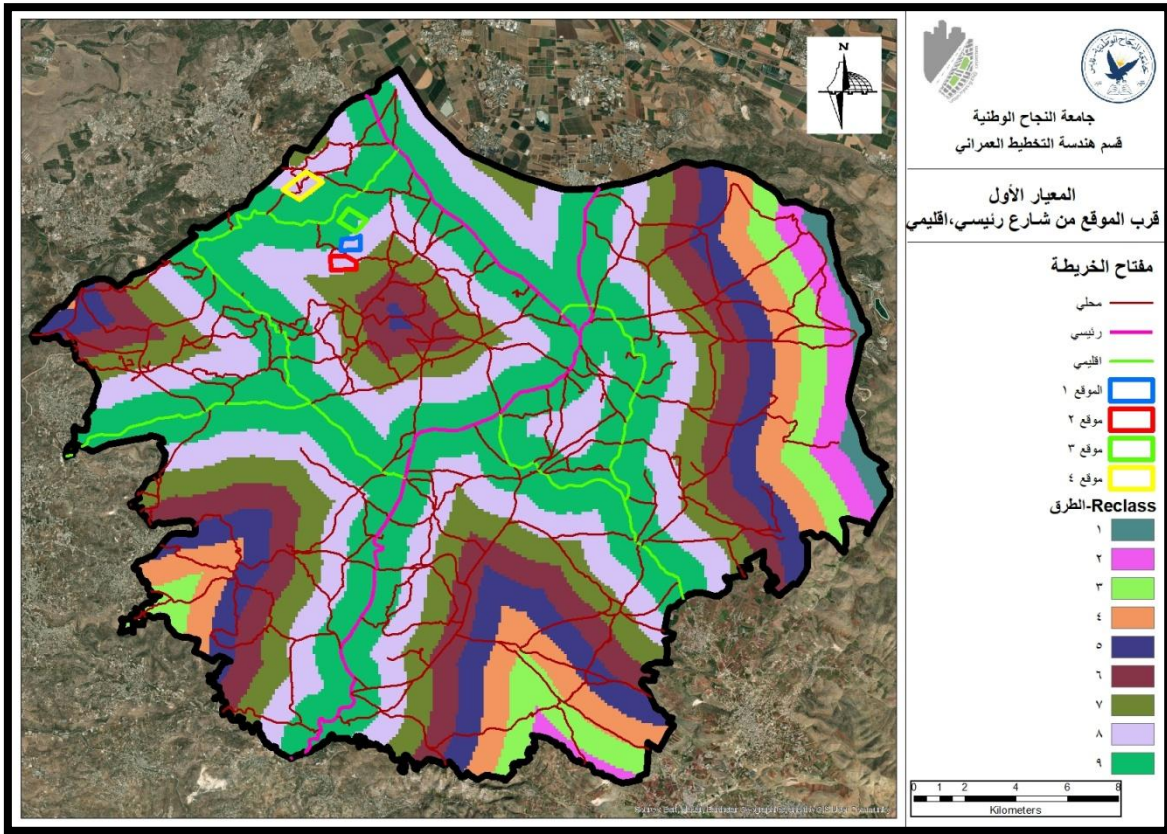 N
جامعة النجاح الوطنية
قسم هندسة التخطيط العمراني
المعيار الأول
قرب الموقع من شارع رئيسي،اقليمي
مفتاح الخريطة
محلي
رئيسي
اقليمي
الموقع ١
موقع ٢
موقع ٣
موقع ٤
الطرق-Reclass
١
٢
٣
٤
٥
٦
٧
٨
٩
0 1 2 4 6 8
Kilometers